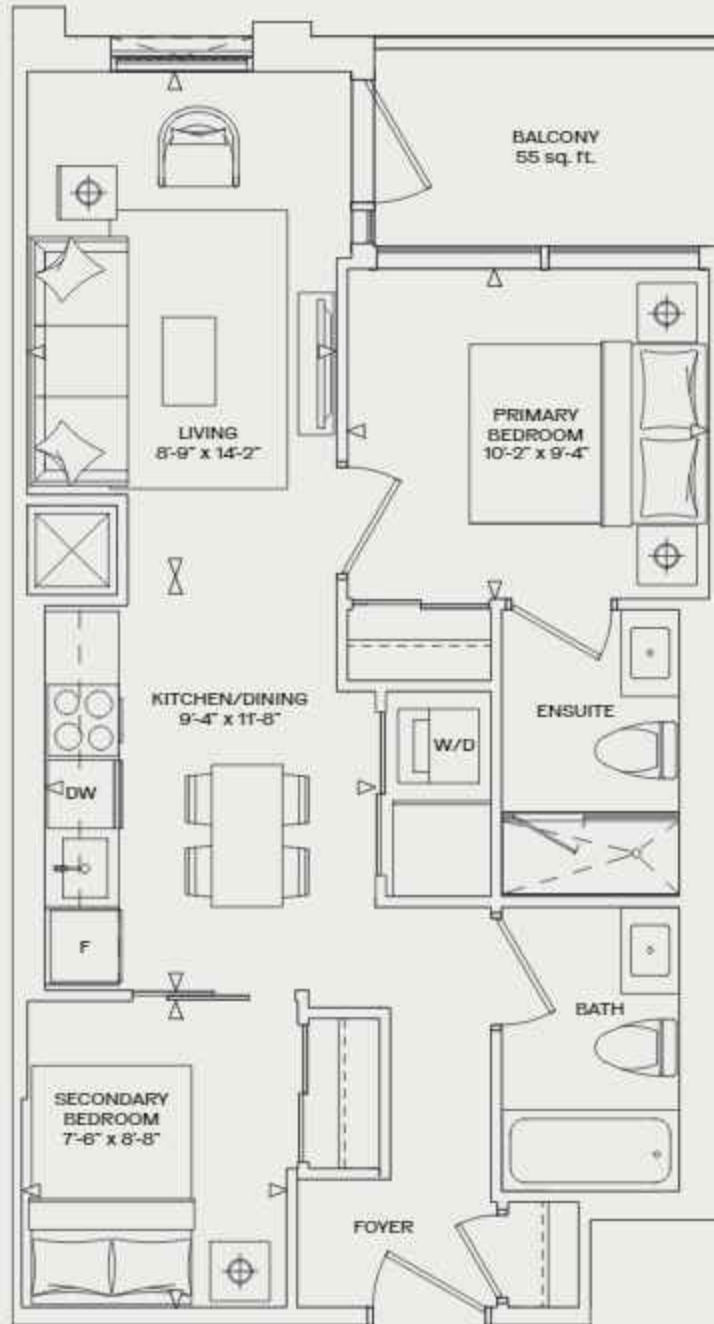 BALCONY
55 sq. ft.
LIVING
8'-9" x 14'-2"
PRIMARY
BEDROOM
10'-2" x 9'-4"
KITCHEN/DINING
9'-4" x 11'-8"
ENSUITE
W/D
DW
F
BATH
SECONDARY
BEDROOM
7'-6" x 8'-8"
FOYER